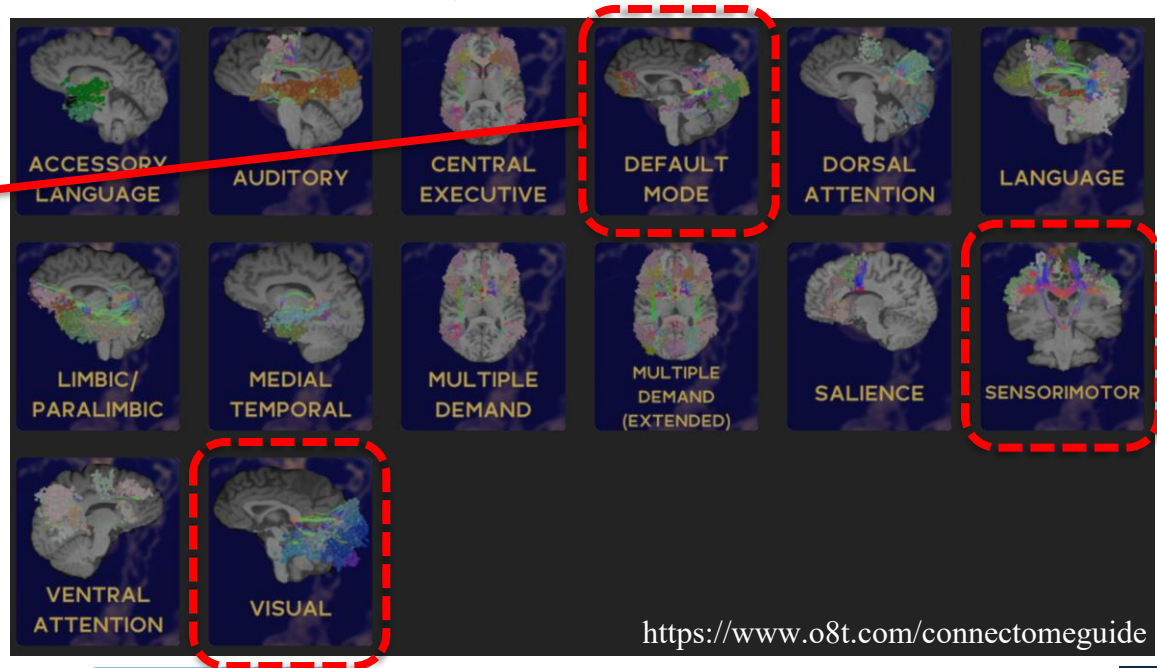 ACCESSORY
LANGUAGE
AUDITORY
CENTRAL
EXECUTIVE
DEFAULT
MODE
DORSAL
ATTENTION
LANGUAGE
LIMBIC/
PARALIMBIC
MEDIAL
TEMPORAL
MULTIPLE
DEMAND
MULTIPLE
DEMAND
(EXTENDED)
SALIENCE
SENSORIMOTOR
VENTRAL
ATTENTION
VISUAL
https://www.o8t.com/connectomeguide